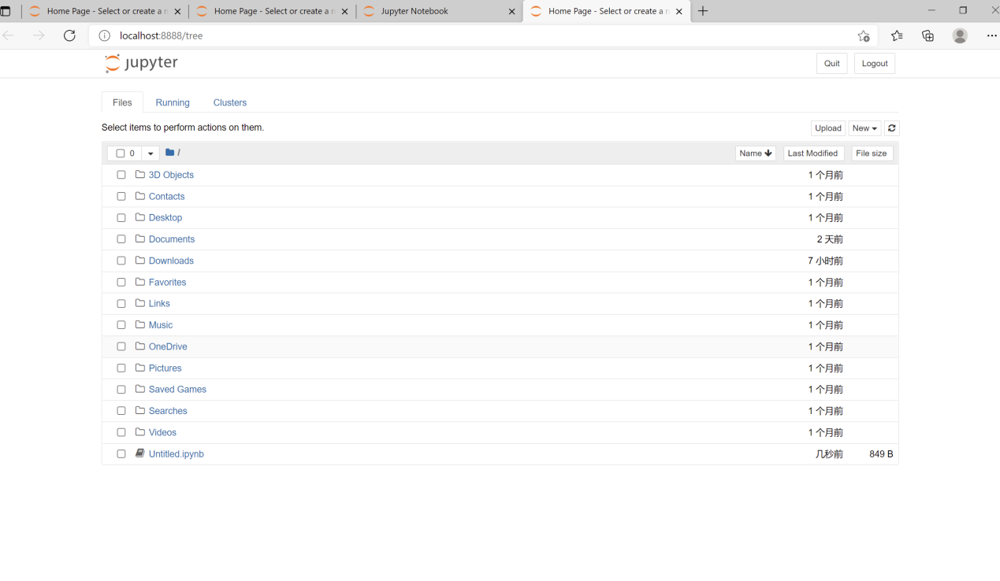 Home Page - Select or create a n
Home Page - Select or create a n
Jupyter Notebook
Home Page - Select or create a n
localhost:8888/tree
jupyter
Quit
Logout
Files
Running
Clusters
Select items to perform actions on them.
Upload
New
0
/
Name
Last Modified
File size
3D Objects
1 个月前
Contacts
1 个月前
Desktop
1 个月前
Documents
2 天前
Downloads
7 小时前
Favorites
1 个月前
Links
1 个月前
Music
1 个月前
OneDrive
1 个月前
Pictures
1 个月前
Saved Games
1 个月前
Searches
1 个月前
Videos
1 个月前
Untitled.ipynb
几秒前
849 B